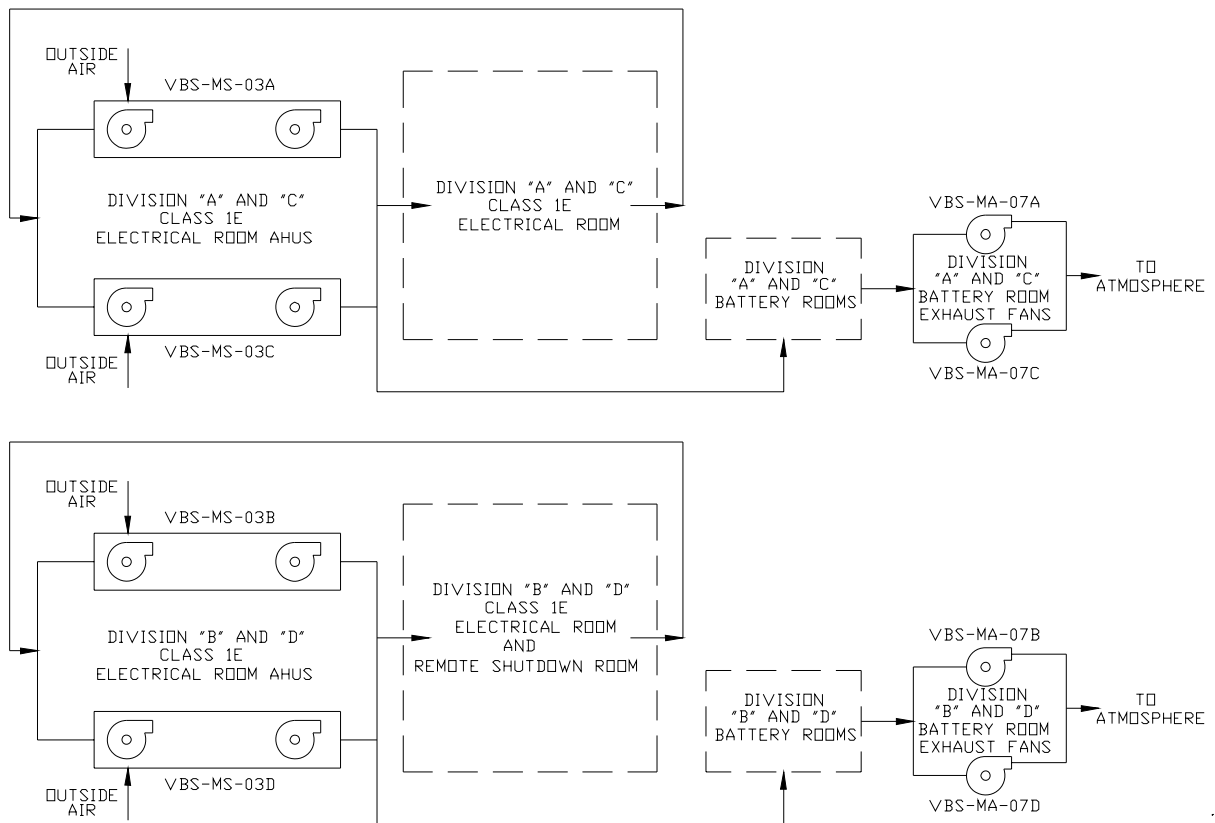 OUTSIDE
AIR
VBS-MS-03A
DIVISION "A" AND "C"
CLASS 1E
ELECTRICAL ROOM AHUS
VBS-MS-03C
OUTSIDE
AIR
DIVISION "A" AND "C"
CLASS 1E
ELECTRICAL ROOM
DIVISION
"A" AND "C"
BATTERY ROOMS
VBS-MA-07A
DIVISION
"A" AND "C"
BATTERY ROOM
EXHAUST FANS
VBS-MA-07C
TO
ATMOSPHERE
OUTSIDE
AIR
VBS-MS-03B
DIVISION "B" AND "D"
CLASS 1E
ELECTRICAL ROOM AHUS
VBS-MS-03D
OUTSIDE
AIR
DIVISION "B" AND "D"
CLASS 1E
ELECTRICAL ROOM
AND
REMOTE SHUTDOWN ROOM
DIVISION
"B" AND "D"
BATTERY ROOMS
VBS-MA-07B
DIVISION
"B" AND "D"
BATTERY ROOM
EXHAUST FANS
VBS-MA-07D
TO
ATMOSPHERE